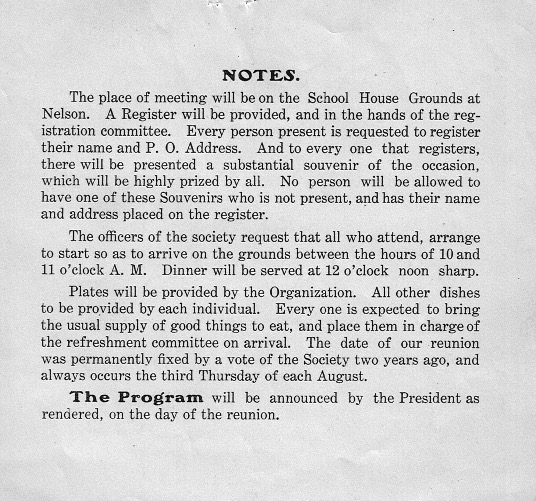 NOTES.
The place of meeting will be on the School House Grounds at
Nelson. A Register will be provided, and in the hands of the reg-
istration committee. Every person present is requested to register
their name and P. O. Address. And to every one that registers,
there will be presented a substantial souvenir of the occasion,
which will be highly prized by all. No person will be allowed to
have one of these Souvenirs who is not present, and has their name
and address placed on the register.
The officers of the society request that all who attend, arrange
to start so as to arrive on the grounds between the hours of 10 and
11 o'clock A. M. Dinner will be served at 12 o'clock noon sharp.
Plates will be provided by the Organization. All other dishes
to be provided by each individual. Every one is expected to bring
the usual supply of good things to eat, and place them in charge of
the refreshment committee on arrival. The date of our reunion
was permanently fixed by a vote of the Society two years ago, and
always occurs the third Thursday of each August.
The Program will be announced by the President as
rendered, on the day of the reunion.